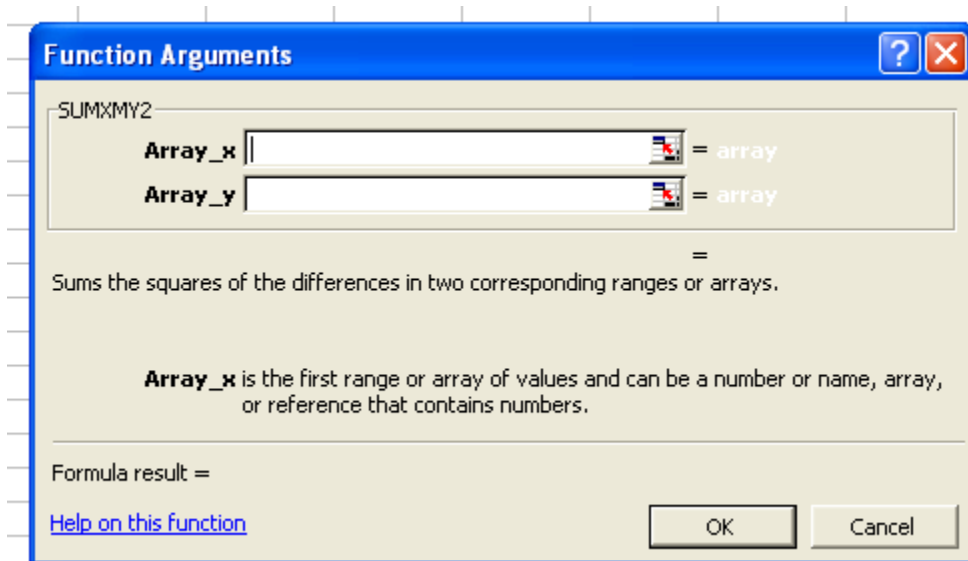 Function Arguments
?
SUMXMY2
Array_x = array
Array_y = array
=
Sums the squares of the differences in two corresponding ranges or arrays.
Array_x is the first range or array of values and can be a number or name, array,
or reference that contains numbers.
Formula result =
Help on this function
OK Cancel